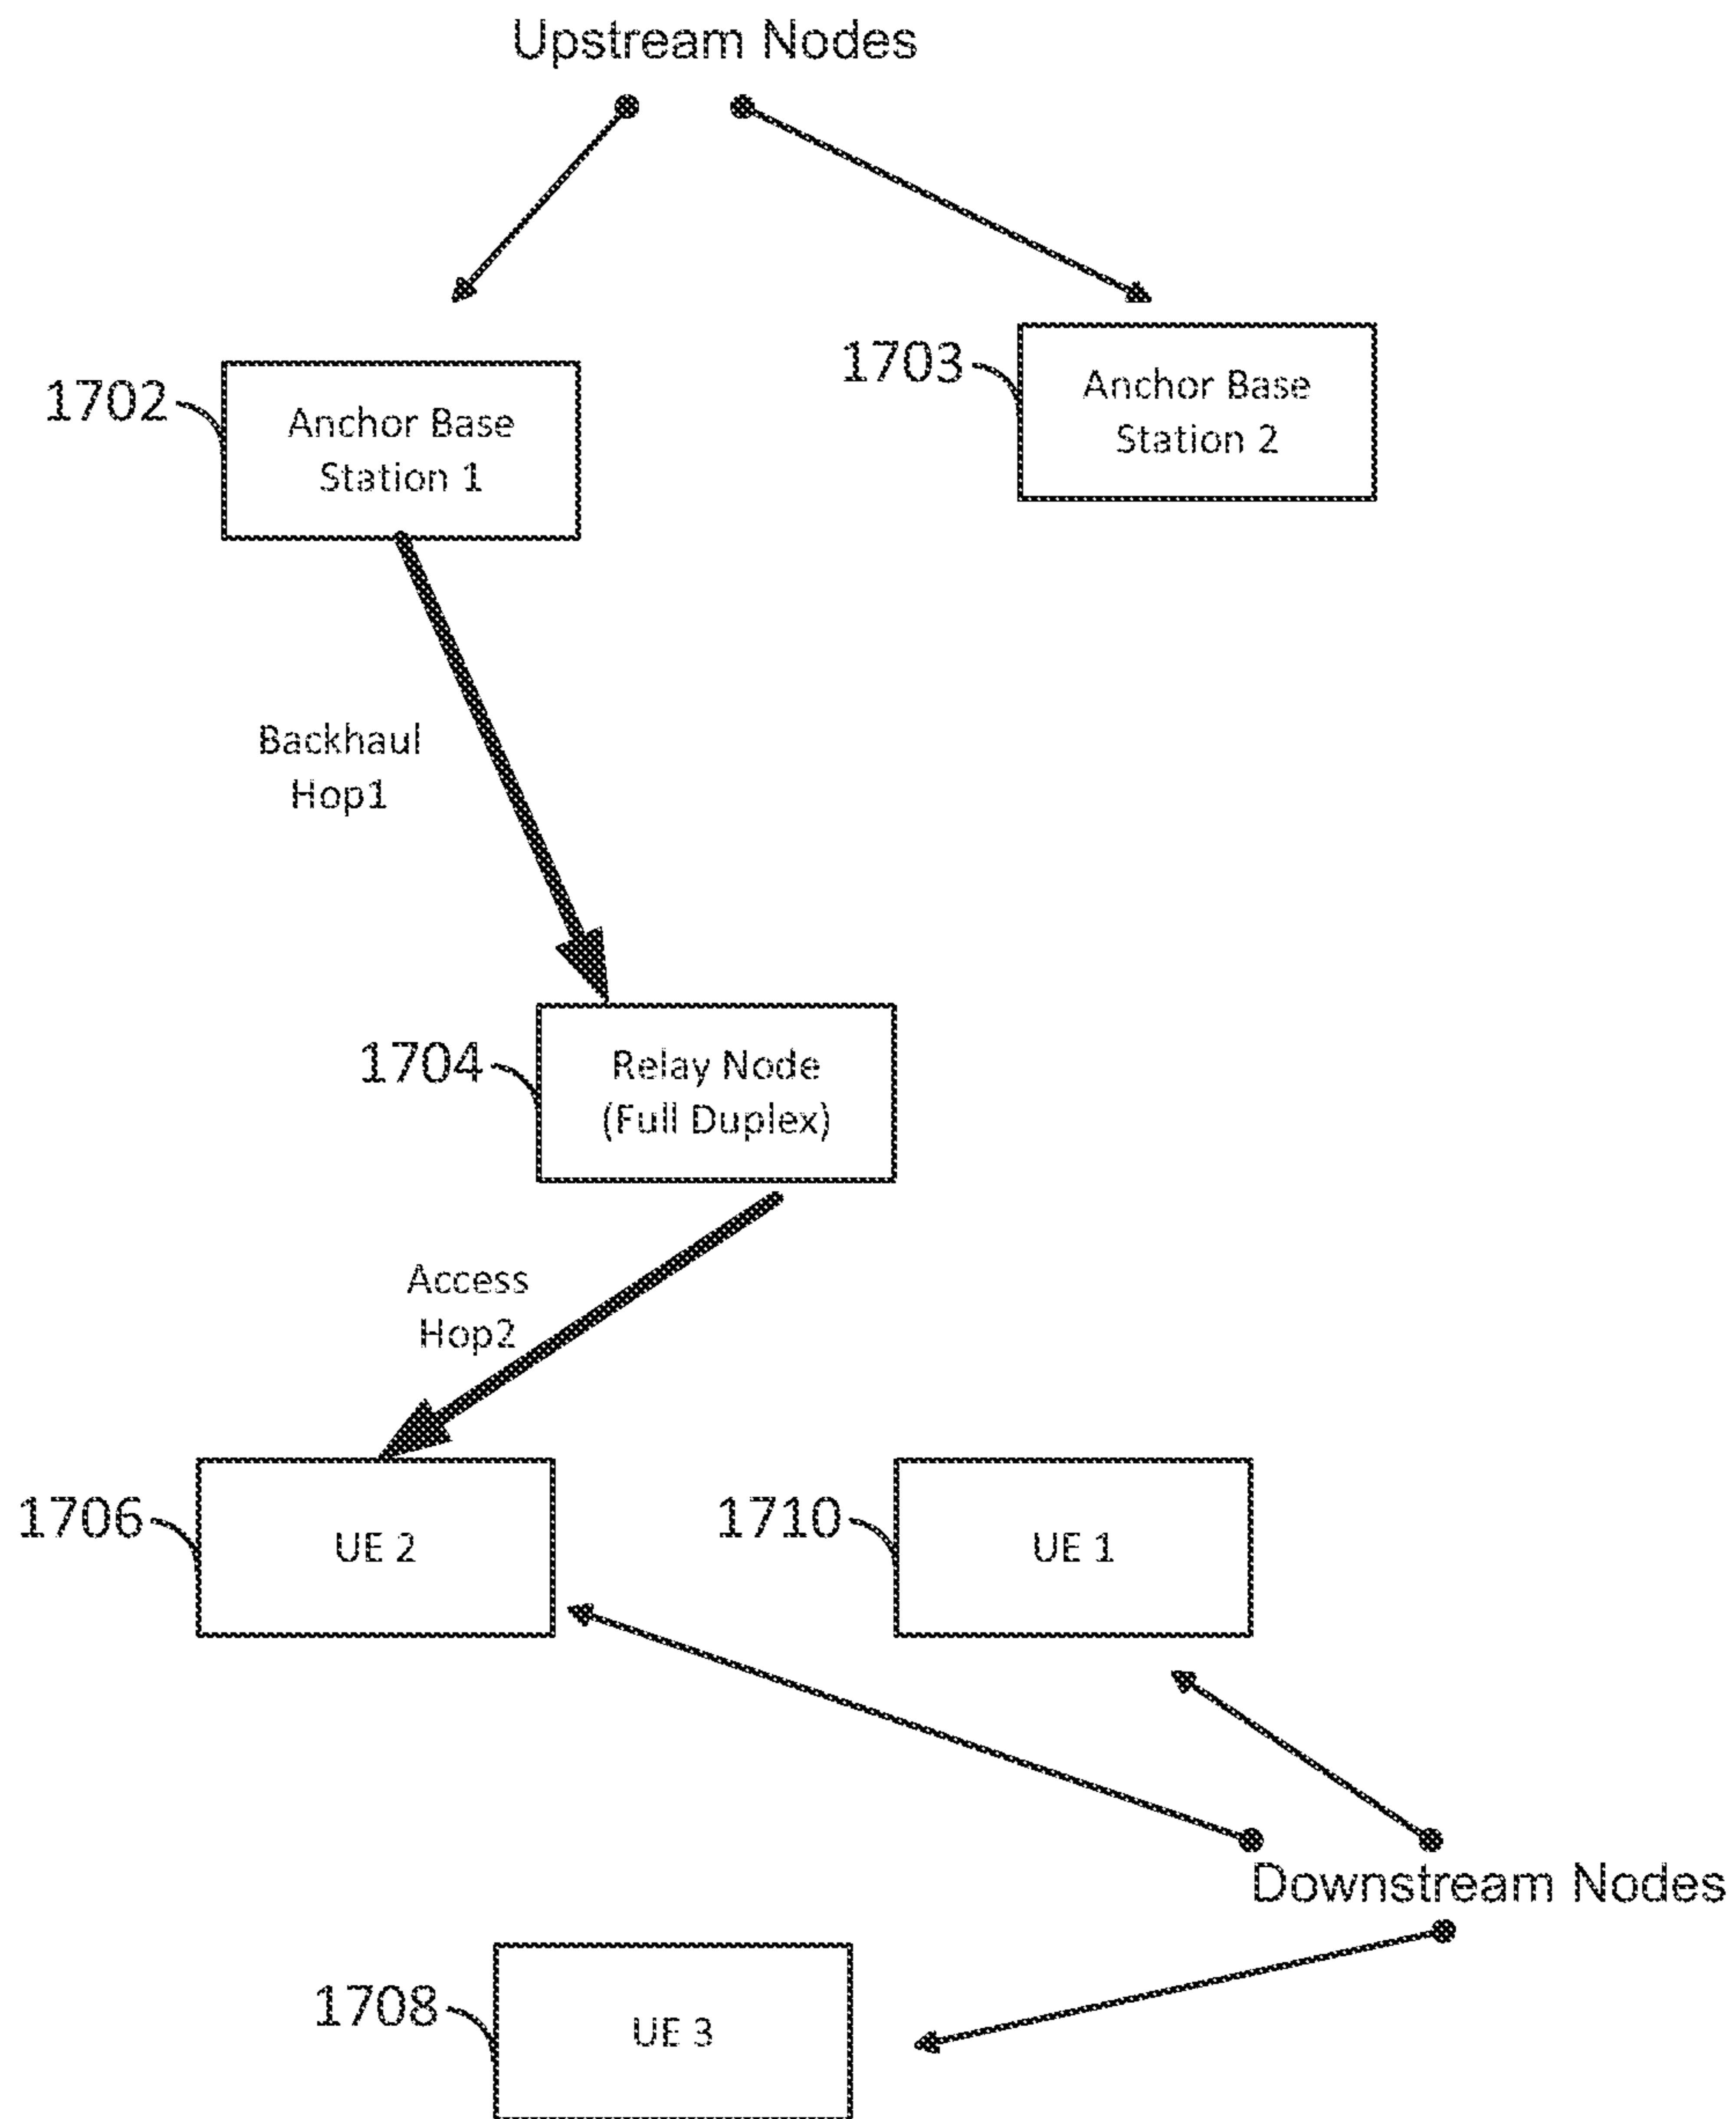 Upstream Nodes
1702
Anchor Base
Station 1
1703
Anchor Base
Station 2
Backhaul
Hop1
1704
Relay Node
(Full Duplex)
Access
Hop2
1706
UE 2
1710
UE 1
Downstream Nodes
1708
UE 3